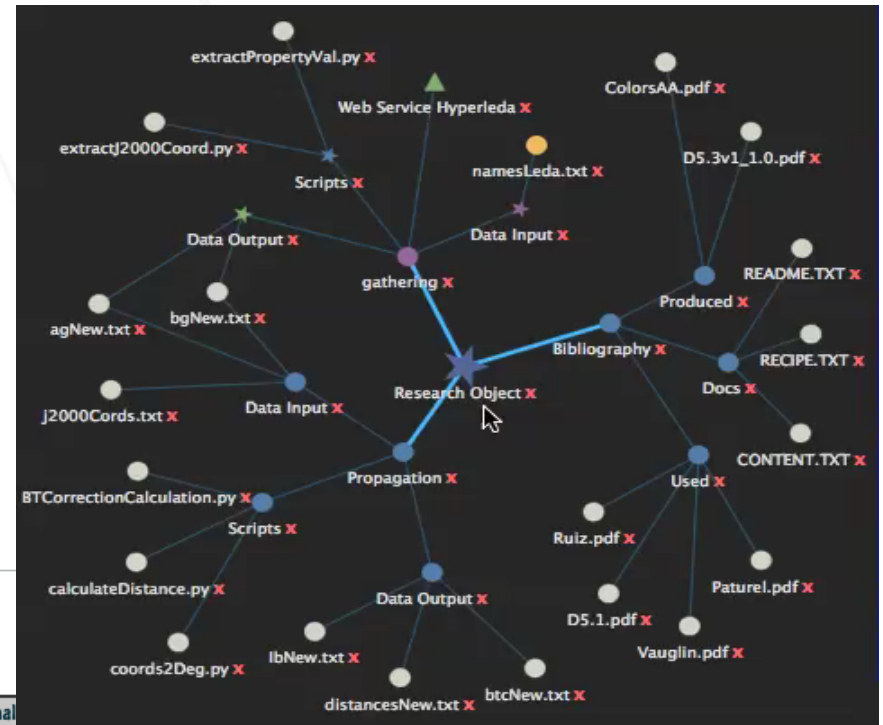 extractPropertyVal.py x
ColorsAA.pdf x
Web Service Hyperleda x
extractJ2000Coord.py x
D5.3v1_1.0.pdf x
namesLeda.txt x
Scripts x
Data Output x
Data Input x
README.TXT x
gathering x
Produced x
bgNew.txt x
agNew.txt x
Bibliography x
RECIPE.TXT x
Docs x
Research Object x
Data Input x
J2000Cords.txt x
CONTENT.TXT x
Propagation x
Used x
BTCorrectionCalculation.py x
Scripts x
Ruiz.pdf x
calculateDistance.py x
Paturel.pdf x
Data Output x
D5.1.pdf x
Vauglin.pdf x
lbNew.txt x
coords2Deg.py x
btcNew.txt x
distancesNew.txt x